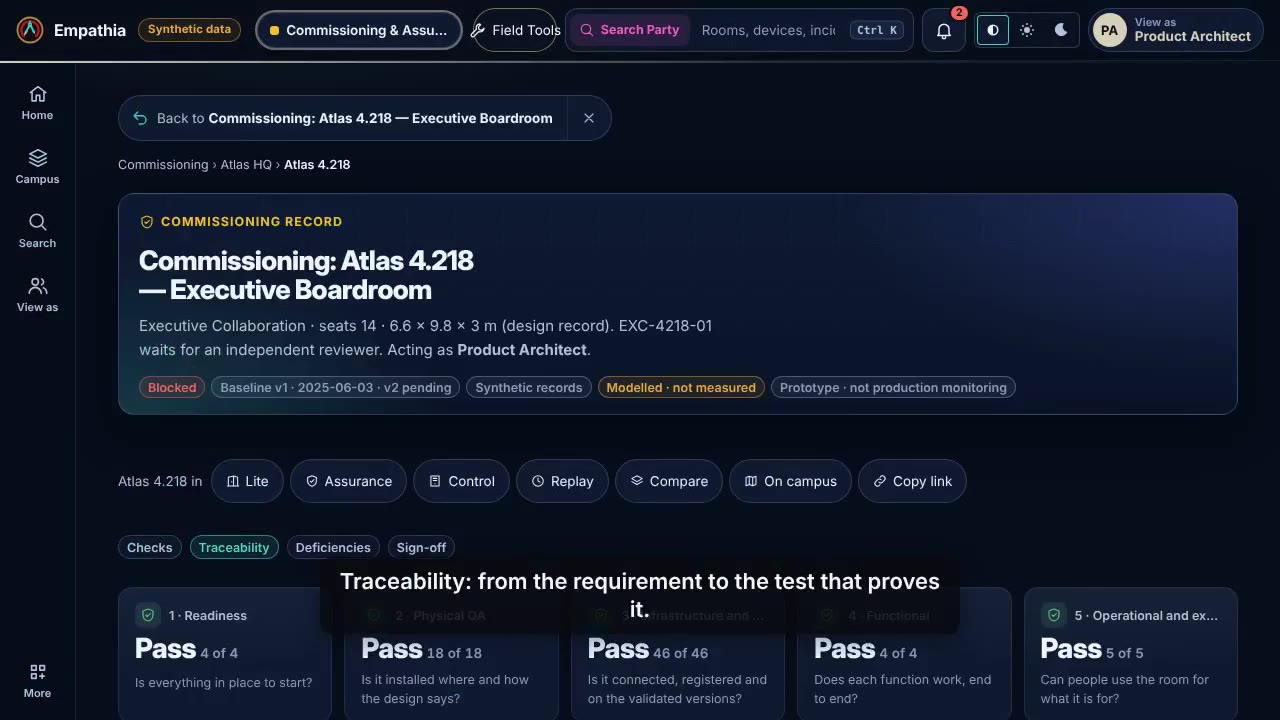 Empathia
Synthetic data
Commissioning & Assu...
Field Tools
Search Party
Rooms, devices, inci
Ctrl K
2
PA
View as
Product Architect
Home
Campus
Search
View as
More
Back to Commissioning: Atlas 4.218 — Executive Boardroom
Commissioning › Atlas HQ › Atlas 4.218
COMMISSIONING RECORD
Commissioning: Atlas 4.218
— Executive Boardroom
Executive Collaboration · seats 14 · 6.6 × 9.8 × 3 m (design record). EXC-4218-01
waits for an independent reviewer. Acting as Product Architect.
Blocked
Baseline v1 · 2025-06-03 · v2 pending
Synthetic records
Modelled · not measured
Prototype · not production monitoring
Atlas 4.218 in
Lite
Assurance
Control
Replay
Compare
On campus
Copy link
Checks
Traceability
Deficiencies
Sign-off
Traceability: from the requirement to the test that proves
it.
1 · Readiness
Pass 4 of 4
Is everything in place to start?
2 · Physical QA
Pass 18 of 18
Is it installed where and how
the design says?
Pass 46 of 46
Is it connected, registered and
on the validated versions?
4 · Functional
Pass 4 of 4
Does each function work, end
to end?
5 · Operational and ex...
Pass 5 of 5
Can people use the room for
what it is for?